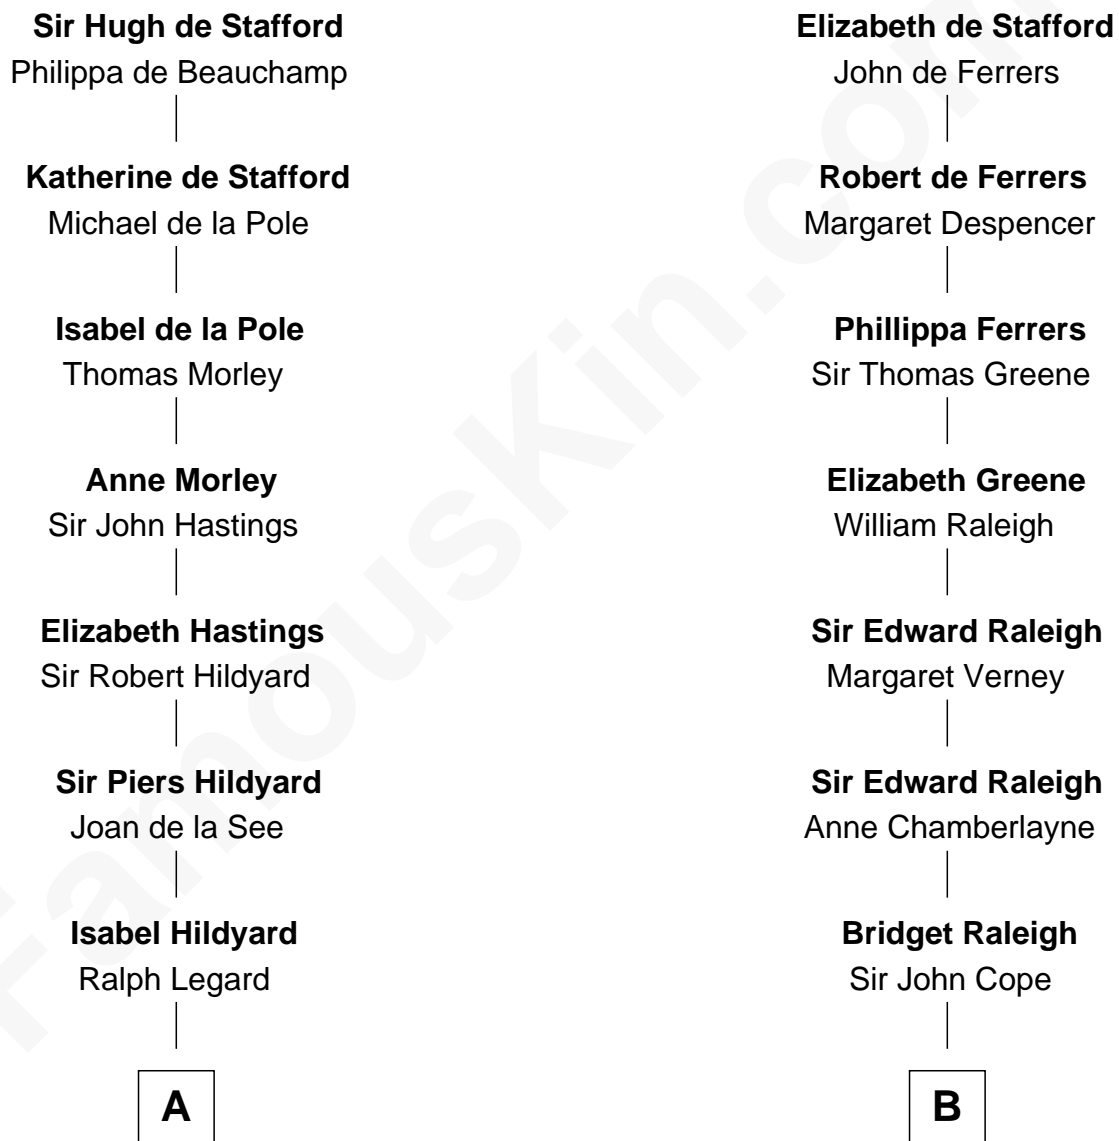 Sir Hugh de Stafford
Philippa de Beauchamp
Katherine de Stafford
Michael de la Pole
Isabel de la Pole
Thomas Morley
Anne Morley
Sir John Hastings
Elizabeth Hastings
Sir Robert Hildyard
Sir Piers Hildyard
Joan de la See
Isabel Hildyard
Ralph Legard
A
Elizabeth de Stafford
John de Ferrers
Robert de Ferrers
Margaret Despencer
Phillippa Ferrers
Sir Thomas Greene
Elizabeth Greene
William Raleigh
Sir Edward Raleigh
Margaret Verney
Sir Edward Raleigh
Anne Chamberlayne
Bridget Raleigh
Sir John Cope
B
FamousKin.com